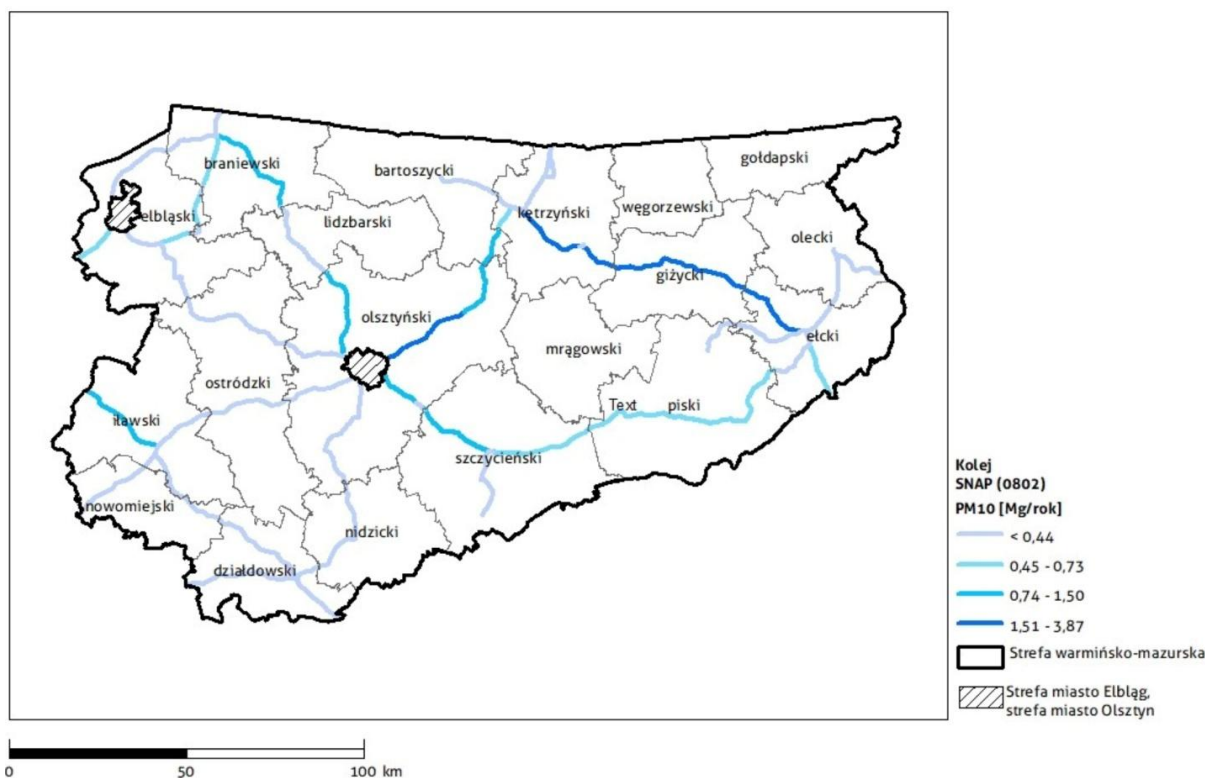 braniewski
bartoszycki
gołdapski
elbląski
lidzbarski
kętrzyński
węgorzewski
olecki
giżycki
olsztyński
ełcki
mrągowski
ostródzki
Text
piski
iławski
szczycieński
nowomiejski
nidzicki
działdowski
Kolej
SNAP (0802)
PM10 [Mg/rok]
< 0,44
0,45 - 0,73
0,74 - 1,50
1,51 - 3,87
Strefa warmińsko-mazurska
Strefa miasto Elbląg,
strefa miasto Olsztyn
0 50 100 km